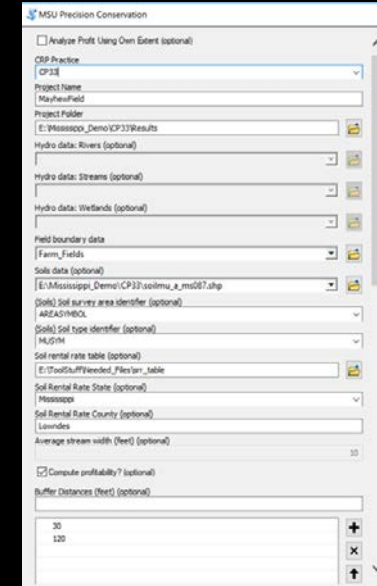 MSU Precision Conservation
Analyze Profit Using Own Extent (optional)
CRP Practice
CP33
Project Name
MayhewField
Project Folder
E:\Mississippi_Demo\CP33\Results
Hydro data: Rivers (optional)
Hydro data: Streams (optional)
Hydro data: Wetlands (optional)
Field boundary data
Farm_Fields
Soils data (optional)
E:\Mississippi_Demo\CP33\soilmu_a_ms087.shp
(Soils) Soil survey area identifier (optional)
AREASYMBOL
(Soils) Soil type identifier (optional)
MUSYM
Soil rental rate table (optional)
E:\ToolStuff\Needed_Files\srr_table
Soil Rental Rate State (optional)
Mississippi
Soil Rental Rate County (optional)
Lowndes
Average stream width (feet) (optional)
10
Compute profitability? (optional)
Buffer Distances (feet) (optional)
30
120